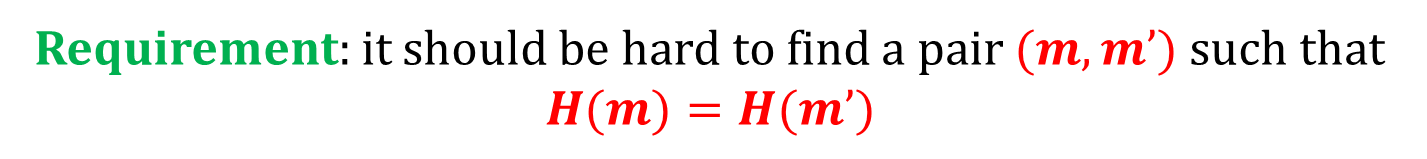 Requirement: it should be hard to find a pair (m, m’) such that
H(m) = H(m’)